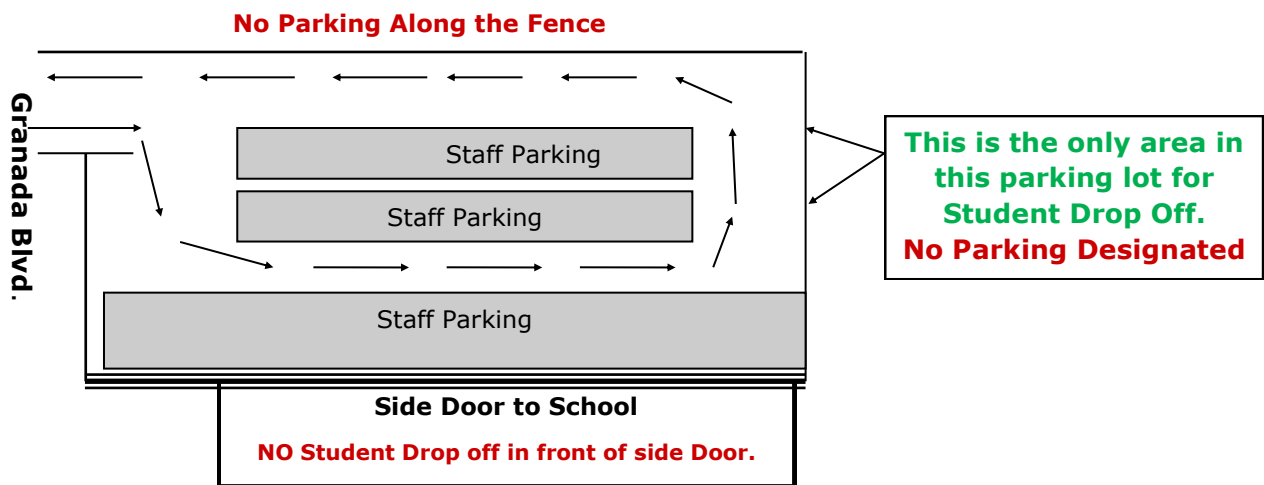 No Parking Along the Fence
Granada Blvd.
Staff Parking
Staff Parking
Staff Parking
This is the only area in
this parking lot for
Student Drop Off.
No Parking Designated
Side Door to School
NO Student Drop off in front of side Door.